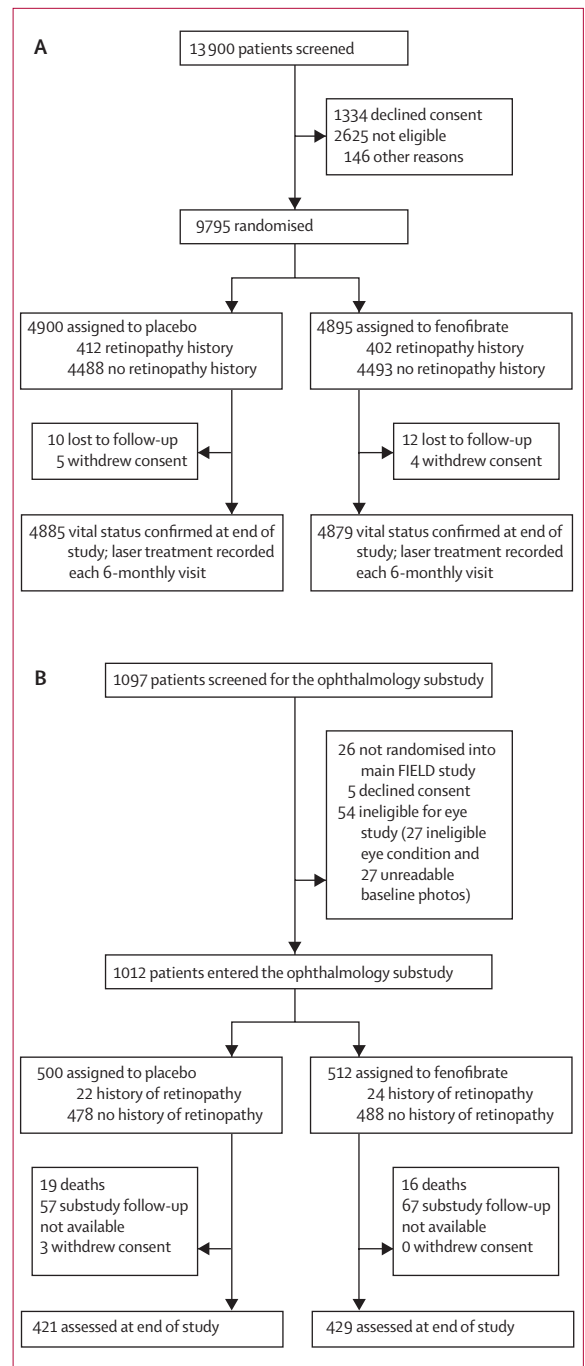 A
13 900 patients screened
1334 declined consent
2625 not eligible
146 other reasons
9795 randomised
4900 assigned to placebo
412 retinopathy history
4488 no retinopathy history
4895 assigned to fenofibrate
402 retinopathy history
4493 no retinopathy history
10 lost to follow-up
5 withdrew consent
12 lost to follow-up
4 withdrew consent
4885 vital status confirmed at end of
study; laser treatment recorded
each 6-monthly visit
4879 vital status confirmed at end of
study; laser treatment recorded
each 6-monthly visit
B
1097 patients screened for the ophthalmology substudy
26 not randomised into
main FIELD study
5 declined consent
54 ineligible for eye
study (27 ineligible
eye condition and
27 unreadable
baseline photos)
1012 patients entered the ophthalmology substudy
500 assigned to placebo
22 history of retinopathy
478 no history of retinopathy
512 assigned to fenofibrate
24 history of retinopathy
488 no history of retinopathy
19 deaths
57 substudy follow-up
not available
3 withdrew consent
16 deaths
67 substudy follow-up
not available
0 withdrew consent
421 assessed at end of study
429 assessed at end of study